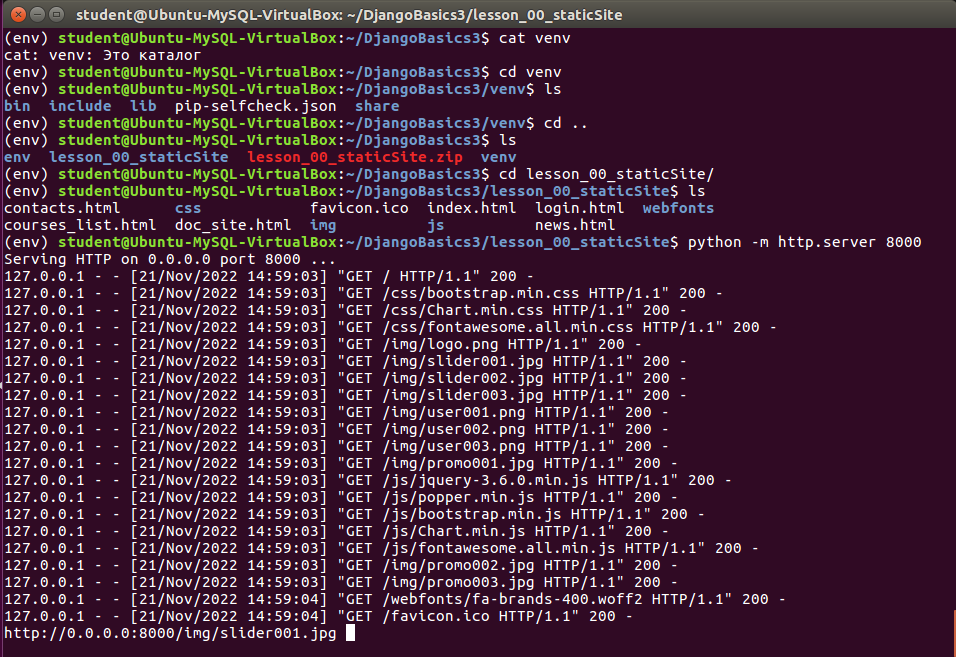 student@Ubuntu-MySQL-VirtualBox: ~/DjangoBasics3/lesson_00_staticSite
(env) student@Ubuntu-MySQL-VirtualBox:~/DjangoBasics3$ cat venv
cat: venv: Это каталог
(env) student@Ubuntu-MySQL-VirtualBox:~/DjangoBasics3$ cd venv
(env) student@Ubuntu-MySQL-VirtualBox:~/DjangoBasics3/venv$ ls
bin  include  lib  pip-selfcheck.json  share
(env) student@Ubuntu-MySQL-VirtualBox:~/DjangoBasics3/venv$ cd ..
(env) student@Ubuntu-MySQL-VirtualBox:~/DjangoBasics3$ ls
env  lesson_00_staticSite  lesson_00_staticSite.zip  venv
(env) student@Ubuntu-MySQL-VirtualBox:~/DjangoBasics3$ cd lesson_00_staticSite/
(env) student@Ubuntu-MySQL-VirtualBox:~/DjangoBasics3/lesson_00_staticSite$ ls
contacts.html      css            favicon.ico  index.html  login.html  webfonts
courses_list.html  doc_site.html  img          js          news.html
(env) student@Ubuntu-MySQL-VirtualBox:~/DjangoBasics3/lesson_00_staticSite$ python -m http.server 8000
Serving HTTP on 0.0.0.0 port 8000 ...
127.0.0.1 - - [21/Nov/2022 14:59:03] "GET / HTTP/1.1" 200 -
127.0.0.1 - - [21/Nov/2022 14:59:03] "GET /css/bootstrap.min.css HTTP/1.1" 200 -
127.0.0.1 - - [21/Nov/2022 14:59:03] "GET /css/Chart.min.css HTTP/1.1" 200 -
127.0.0.1 - - [21/Nov/2022 14:59:03] "GET /css/fontawesome.all.min.css HTTP/1.1" 200 -
127.0.0.1 - - [21/Nov/2022 14:59:03] "GET /img/logo.png HTTP/1.1" 200 -
127.0.0.1 - - [21/Nov/2022 14:59:03] "GET /img/slider001.jpg HTTP/1.1" 200 -
127.0.0.1 - - [21/Nov/2022 14:59:03] "GET /img/slider002.jpg HTTP/1.1" 200 -
127.0.0.1 - - [21/Nov/2022 14:59:03] "GET /img/slider003.jpg HTTP/1.1" 200 -
127.0.0.1 - - [21/Nov/2022 14:59:03] "GET /img/user001.png HTTP/1.1" 200 -
127.0.0.1 - - [21/Nov/2022 14:59:03] "GET /img/user002.png HTTP/1.1" 200 -
127.0.0.1 - - [21/Nov/2022 14:59:03] "GET /img/user003.png HTTP/1.1" 200 -
127.0.0.1 - - [21/Nov/2022 14:59:03] "GET /img/promo001.jpg HTTP/1.1" 200 -
127.0.0.1 - - [21/Nov/2022 14:59:03] "GET /js/jquery-3.6.0.min.js HTTP/1.1" 200 -
127.0.0.1 - - [21/Nov/2022 14:59:03] "GET /js/popper.min.js HTTP/1.1" 200 -
127.0.0.1 - - [21/Nov/2022 14:59:03] "GET /js/bootstrap.min.js HTTP/1.1" 200 -
127.0.0.1 - - [21/Nov/2022 14:59:03] "GET /js/Chart.min.js HTTP/1.1" 200 -
127.0.0.1 - - [21/Nov/2022 14:59:03] "GET /js/fontawesome.all.min.js HTTP/1.1" 200 -
127.0.0.1 - - [21/Nov/2022 14:59:03] "GET /img/promo002.jpg HTTP/1.1" 200 -
127.0.0.1 - - [21/Nov/2022 14:59:03] "GET /img/promo003.jpg HTTP/1.1" 200 -
127.0.0.1 - - [21/Nov/2022 14:59:04] "GET /webfonts/fa-brands-400.woff2 HTTP/1.1" 200 -
127.0.0.1 - - [21/Nov/2022 14:59:04] "GET /favicon.ico HTTP/1.1" 200 -
http://0.0.0.0:8000/img/slider001.jpg